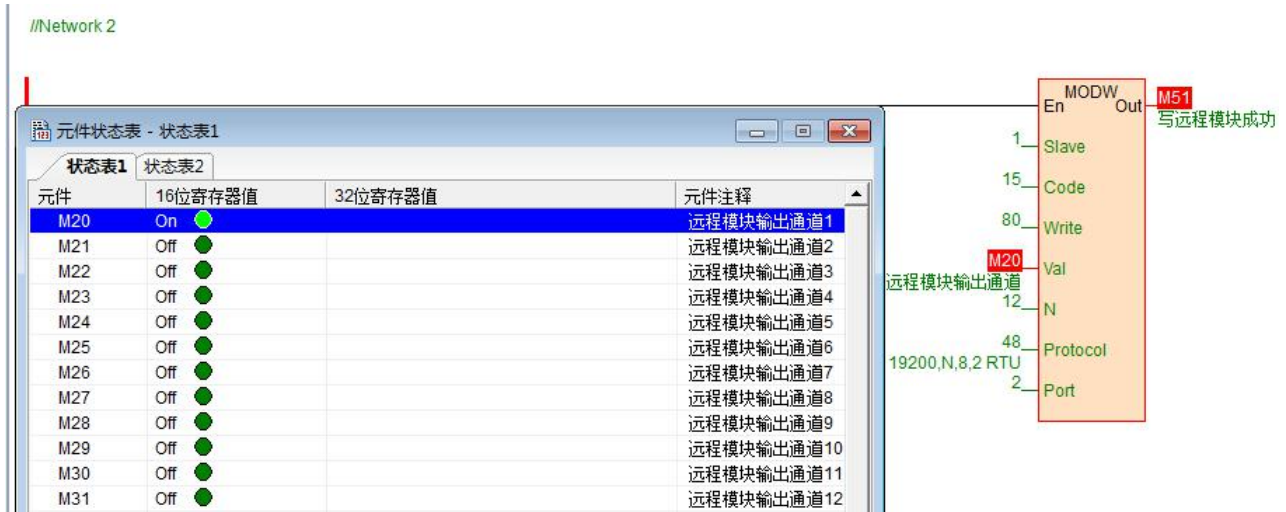 //Network 2
元件状态表 - 状态表1
状态表1 状态表2
元件 16位寄存器值 32位寄存器值 元件注释
M20 On 远程模块输出通道1
M21 Off 远程模块输出通道2
M22 Off 远程模块输出通道3
M23 Off 远程模块输出通道4
M24 Off 远程模块输出通道5
M25 Off 远程模块输出通道6
M26 Off 远程模块输出通道7
M27 Off 远程模块输出通道8
M28 Off 远程模块输出通道9
M29 Off 远程模块输出通道10
M30 Off 远程模块输出通道11
M31 Off 远程模块输出通道12
MODW
En Out M51
写远程模块成功
1 Slave
15 Code
80 Write
M20 Val
远程模块输出通道
12 N
48 Protocol
19200,N,8,2 RTU
2 Port